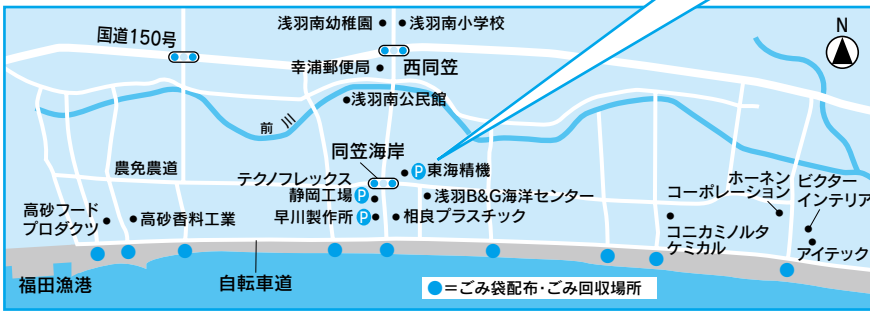 浅羽南幼稚園
浅羽南小学校
N
国道150号
幸浦郵便局
西同笠
浅羽南公民館
前川
同笠海岸
農免農道
テクノフレックス
静岡工場 P
P 東海精機
浅羽B&G海洋センター
早川製作所 P
相良プラスチック
高砂フード
プロダクツ
高砂香料工業
ホーネン
コーポレーション
ビクター
インテリア
コニカミノルタ
ケミカル
アイテック
福田漁港
自転車道
=ごみ袋配布・ごみ回収場所